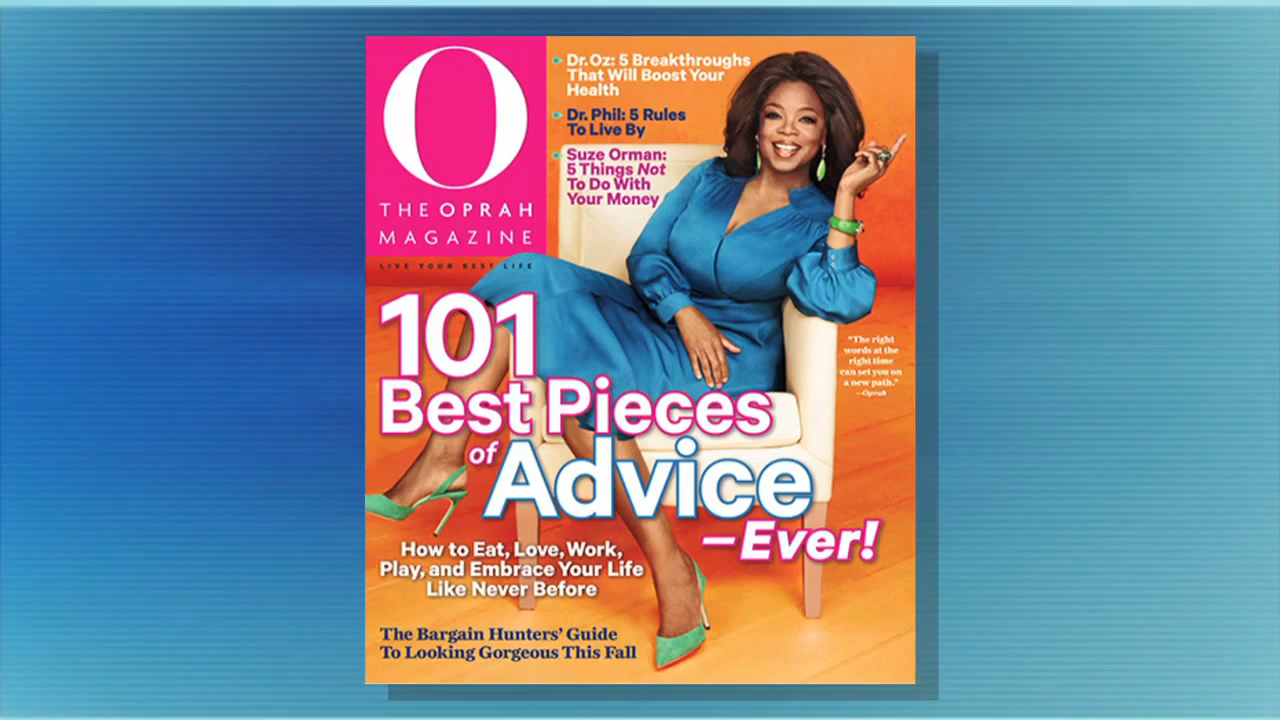 O
THE OPRAH
MAGAZINE
LIVE YOUR BEST LIFE
Dr. Oz: 5 Breakthroughs
That Will Boost Your
Health
Dr. Phil: 5 Rules
To Live By
Suze Orman:
5 Things Not
To Do With
Your Money
101
Best Pieces
of Advice
—Ever!
"The right
words at the
right time
can set you on
a new path."
—Oprah
How to Eat, Love, Work,
Play, and Embrace Your Life
Like Never Before
The Bargain Hunters' Guide
To Looking Gorgeous This Fall